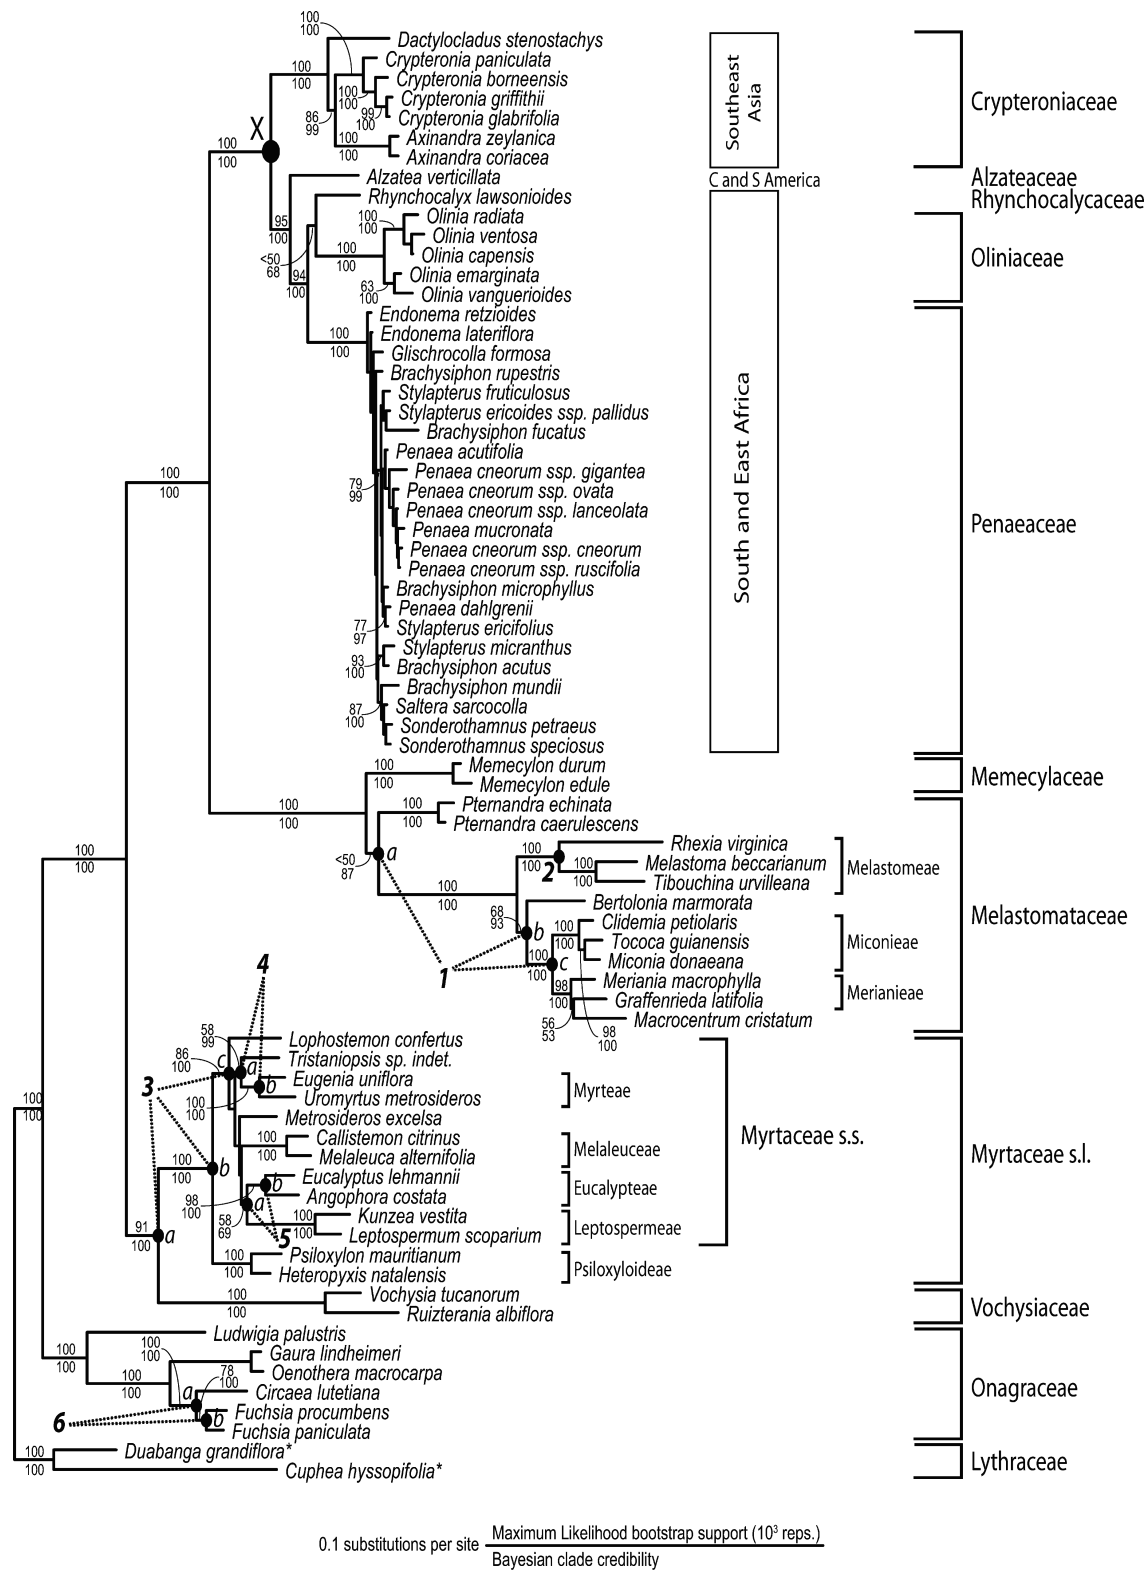 100
100
Dactylocladus stenostachys
Crypteronia paniculata
100
100
Crypteronia borneensis
100
100
Crypteronia griffithii
99
100
Crypteronia glabrifolia
86
99
Axinandra zeylanica
100
100
Axinandra coriacea
Southeast
Asia
Crypteroniaceae
X
100
100
Alzatea verticillata
C and S America
Alzateaceae
Rhynchocalyx lawsonioides
Rhynchocalycaceae
Olinia radiata
100
100
95
100
Olinia ventosa
Olinia capensis
100
100
<50
68
Olinia emarginata
94
100
63
100
Olinia vanguerioides
Oliniaceae
Endonema retzioides
Endonema lateriflora
100
100
Glischrocolla formosa
Brachysiphon rupestris
Stylapterus fruticulosus
Stylapterus ericoides ssp. pallidus
Brachysiphon fucatus
Penaea acutifolia
Penaea cneorum ssp. gigantea
79
99
Penaea cneorum ssp. ovata
Penaea cneorum ssp. lanceolata
Penaea mucronata
Penaea cneorum ssp. cneorum
Penaea cneorum ssp. ruscifolia
Brachysiphon microphyllus
Penaea dahlgrenii
77
97
Stylapterus ericifolius
Stylapterus micranthus
93
100
Brachysiphon acutus
Brachysiphon mundii
87
100
Saltera sarcocolla
Sonderothamnus petraeus
Sonderothamnus speciosus
South and East Africa
Penaeaceae
100
100
Memecylon durum
100
100
Memecylon edule
Memecylaceae
100
100
Pternandra echinata
100
100
Pternandra caerulescens
Rhexia virginica
<50
87
a
100
100
2
Melastoma beccarianum
100
100
Tibouchina urvilleana
Melastomeae
100
100
Bertolonia marmorata
68
93
b
Clidemia petiolaris
100
100
Tococa guianensis
Miconia donaeana
Miconieae
1
100
100
c
Meriania macrophylla
98
100
Graffenrieda latifolia
Merianieae
Macrocentrum cristatum
56
53
98
100
Melastomataceae
100
100
4
58
99
Lophostemon confertus
86
100
c
a
Tristaniopsis sp. indet.
Eugenia uniflora
3
b
Uromyrtus metrosideros
Myrteae
100
100
Metrosideros excelsa
Callistemon citrinus
100
100
Melaleuca alternifolia
Melaleuceae
Myrtaceae s.s.
Myrtaceae s.l.
100
100
b
Eucalyptus lehmannii
b
98
100
a
Angophora costata
Eucalypteae
Kunzea vestita
58
69
100
100
5
Leptospermum scoparium
Leptospermeae
91
100
a
Psiloxylon mauritianum
100
100
Heteropyxis natalensis
Psiloxyloideae
Vochysia tucanorum
100
100
Ruizterania albiflora
Vochysiaceae
100
100
Ludwigia palustris
100
100
Gaura lindheimeri
100
100
Oenothera macrocarpa
78
100
100
100
a
Circaea lutetiana
6
b
Fuchsia procumbens
Fuchsia paniculata
Onagraceae
Duabanga grandiflora*
100
100
Cuphea hyssopifolia*
Lythraceae
0.1 substitutions per site
Maximum Likelihood bootstrap support (10³ reps.)
Bayesian clade credibility